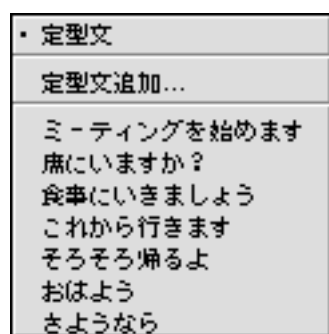 ・定型文
定型文追加...
ミーティングを始めます
席にいますか？
食事にいきましょう
これから行きます
そろそろ帰るよ
おはよう
さようなら